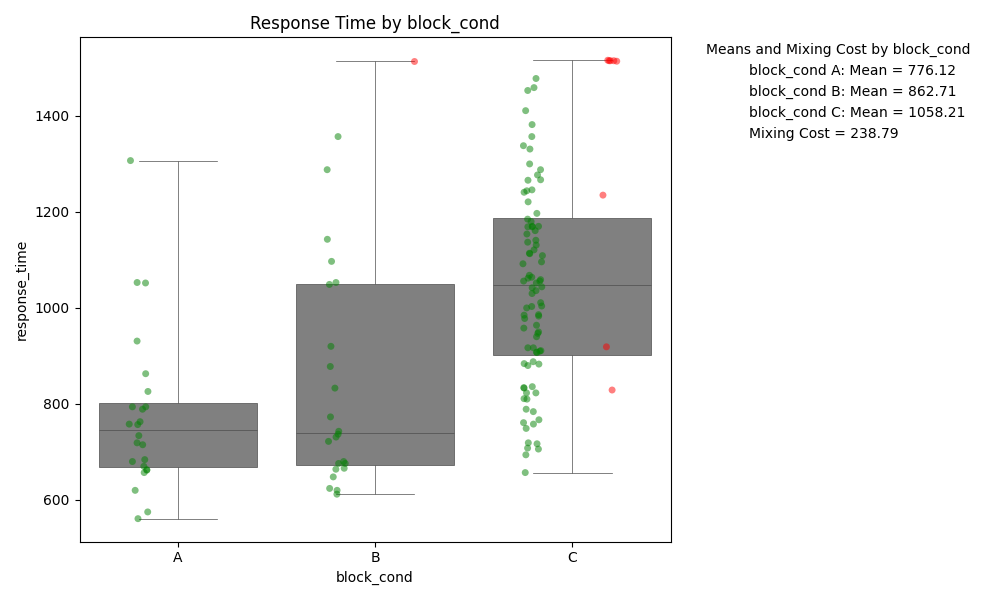 Response Time by block_cond
Means and Mixing Cost by block_cond
block_cond A: Mean = 776.12
block_cond B: Mean = 862.71
block_cond C: Mean = 1058.21
Mixing Cost = 238.79
response_time
1400
1200
1000
800
600
A
B
C
block_cond